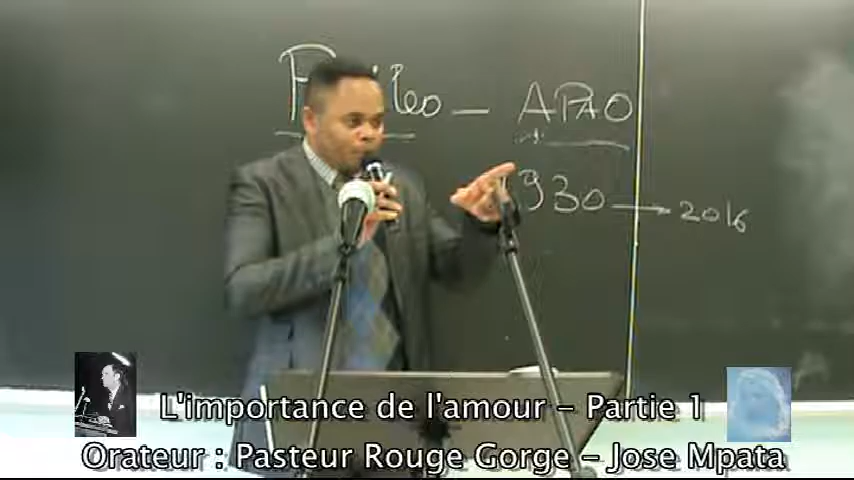 APAO
1930 → 2016
L'importance de l'amour - Partie 1
Orateur : Pasteur Rouge Gorge - Jose Mpata